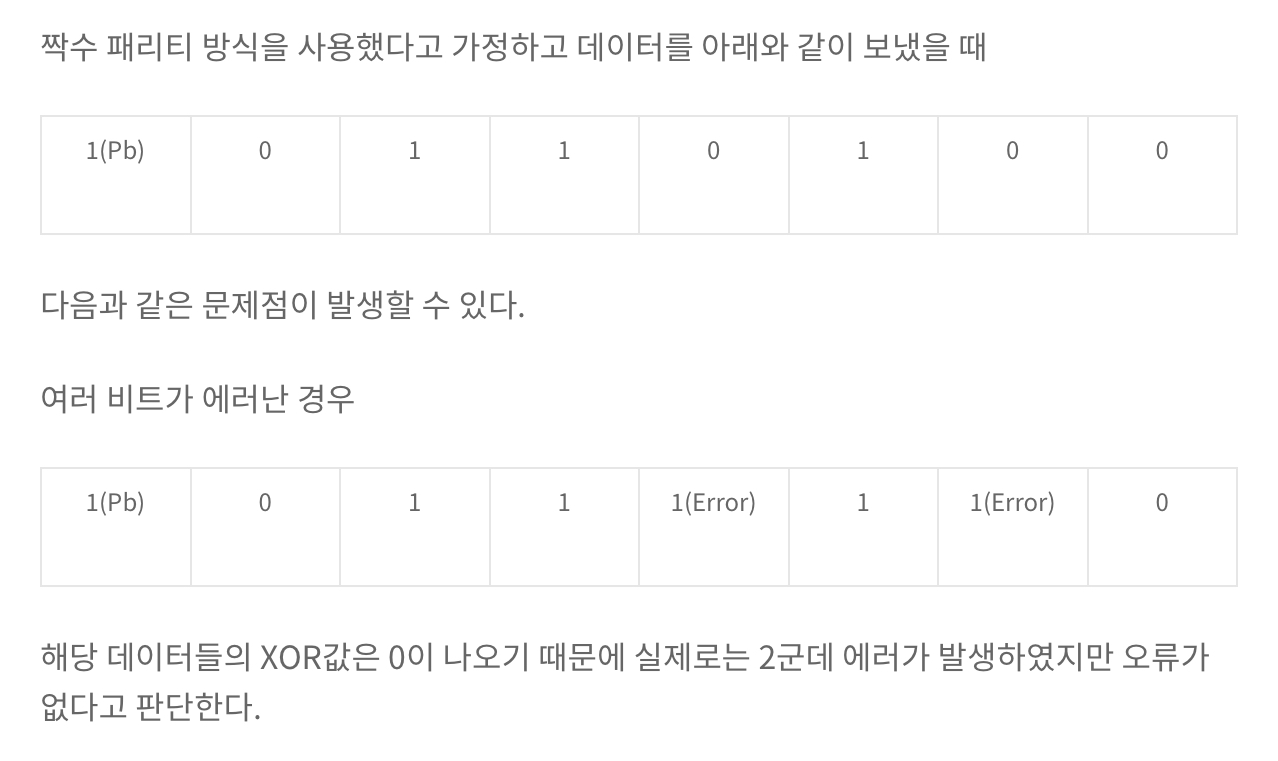 짝수 패리티 방식을 사용했다고 가정하고 데이터를 아래와 같이 보냈을 때
1(Pb) 0 1 1 0 1 0 0
다음과 같은 문제점이 발생할 수 있다.
여러 비트가 에러난 경우
1(Pb) 0 1 1 1(Error) 1 1(Error) 0
해당 데이터들의 XOR값은 0이 나오기 때문에 실제로는 2군데 에러가 발생하였지만 오류가
없다고 판단한다.